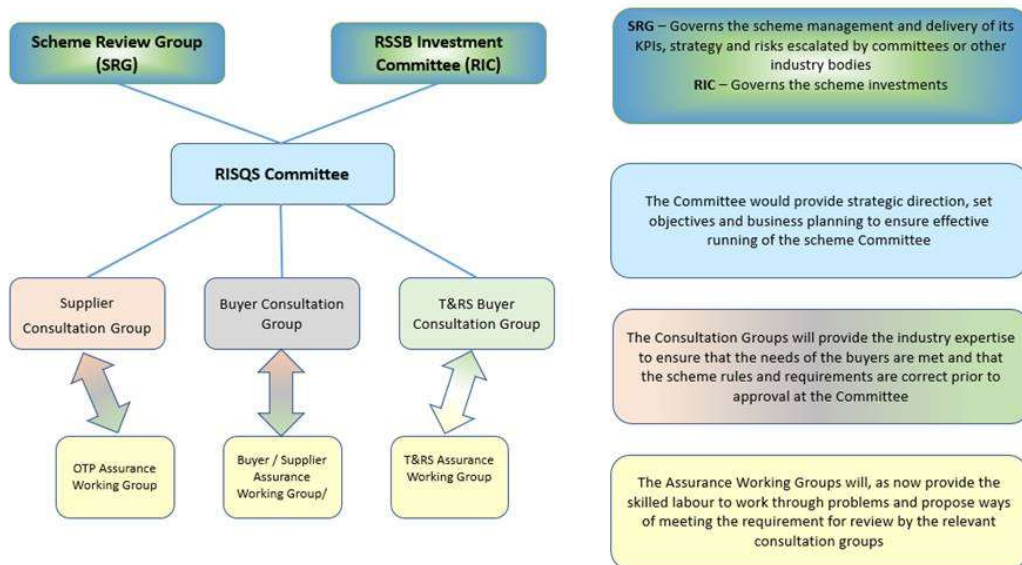 Scheme Review Group
(SRG)
RSSB Investment
Committee (RIC)
RISQS Committee
Supplier
Consultation Group
Buyer Consultation
Group
T&RS Buyer
Consultation Group
OTP Assurance
Working Group
Buyer / Supplier
Assurance
Working Group/
T&RS Assurance
Working Group
SRG – Governs the scheme management and delivery of its
KPIs, strategy and risks escalated by committees or other
industry bodies
RIC – Governs the scheme investments
The Committee would provide strategic direction, set
objectives and business planning to ensure effective
running of the scheme Committee
The Consultation Groups will provide the industry expertise
to ensure that the needs of the buyers are met and that
the scheme rules and requirements are correct prior to
approval at the Committee
The Assurance Working Groups will, as now provide the
skilled labour to work through problems and propose ways
of meeting the requirement for review by the relevant
consultation groups